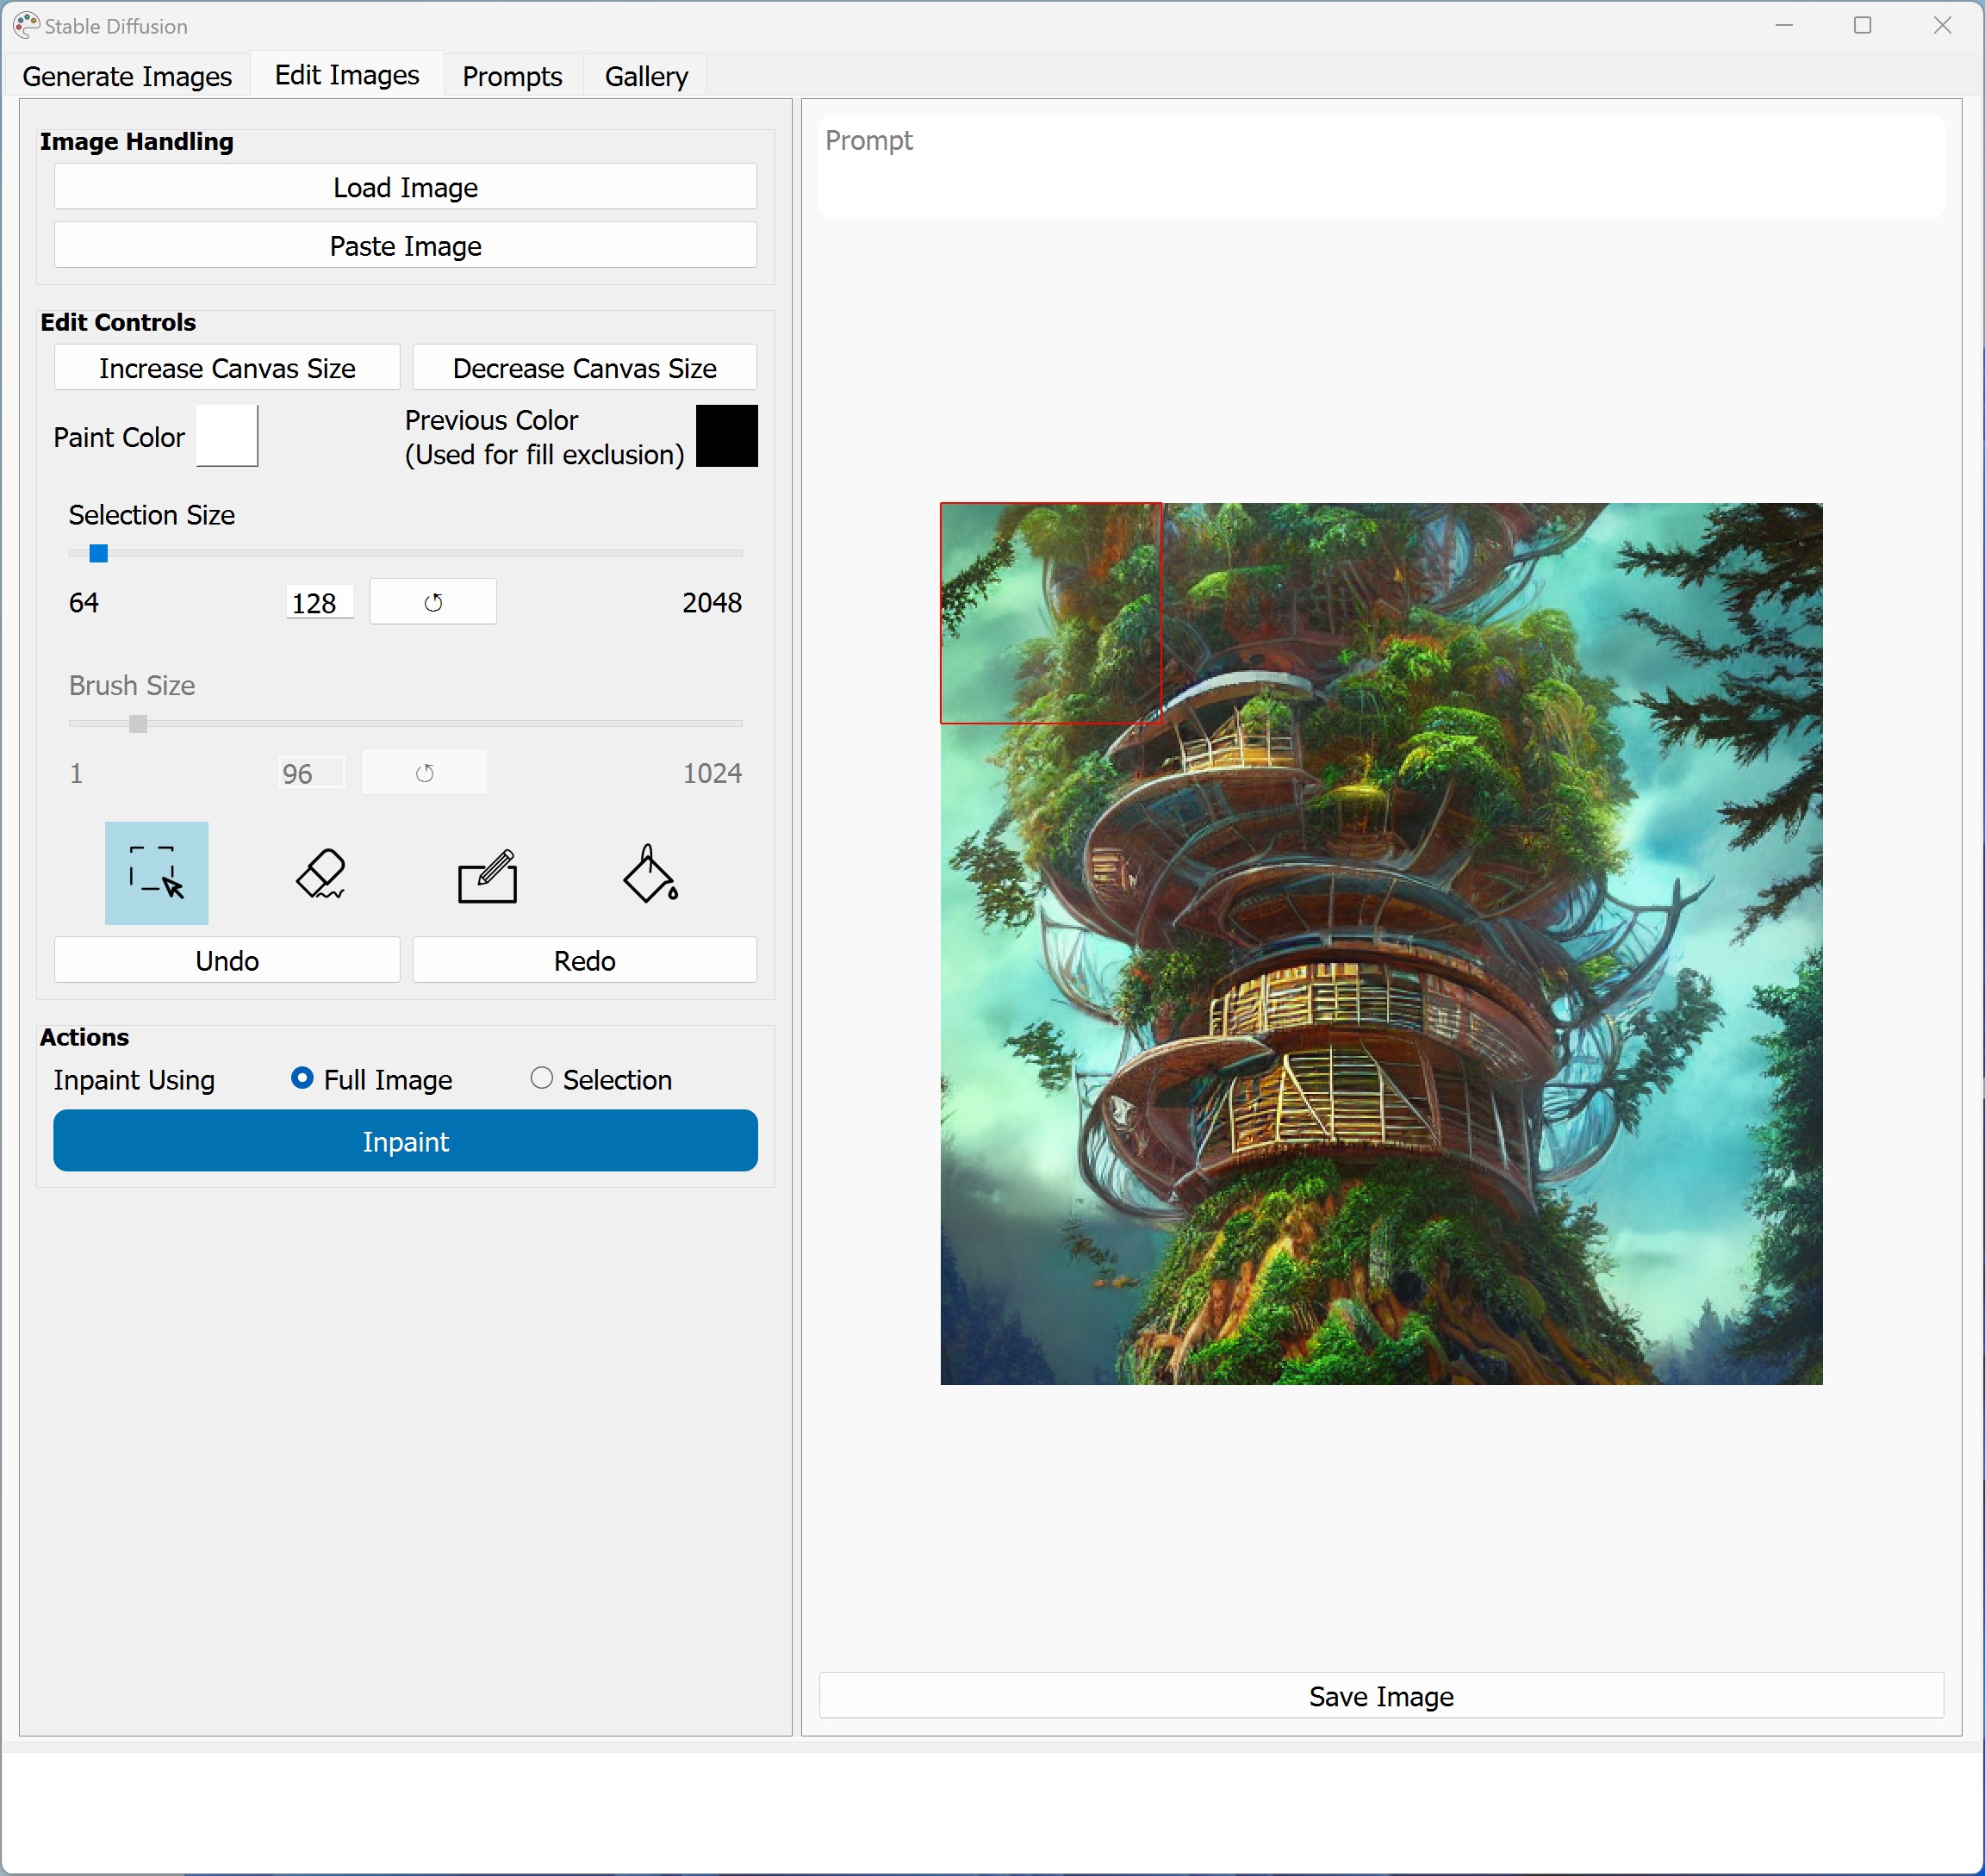 Stable Diffusion
Generate Images
Edit Images
Prompts
Gallery
Image Handling
Load Image
Paste Image
Edit Controls
Increase Canvas Size
Decrease Canvas Size
Paint Color
Previous Color
(Used for fill exclusion)
Selection Size
64
128
2048
Brush Size
1
96
1024
Undo
Redo
Actions
Inpaint Using
Full Image
Selection
Inpaint
Prompt
Save Image